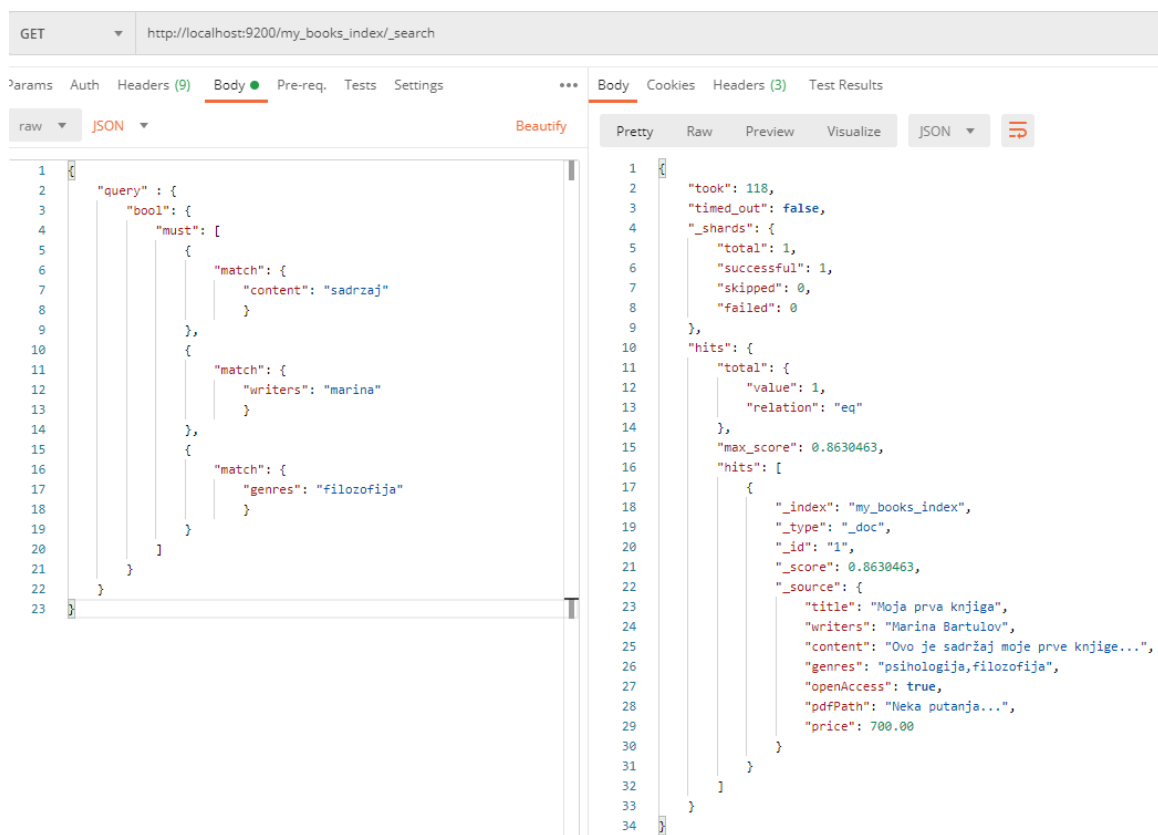 GET http://localhost:9200/my_books_index/_search
Params Auth Headers (9) Body Pre-req. Tests Settings
raw JSON Beautify
1 {
2 "query" : {
3 "bool": {
4 "must": [
5 {
6 "match": {
7 "content": "sadrzaj"
8 }
9 },
10 {
11 "match": {
12 "writers": "marina"
13 }
14 },
15 {
16 "match": {
17 "genres": "filozofija"
18 }
19 }
20 ]
21 }
22 }
23 }
Body Cookies Headers (3) Test Results
Pretty Raw Preview Visualize JSON
1 {
2 "took": 118,
3 "timed_out": false,
4 "_shards": {
5 "total": 1,
6 "successful": 1,
7 "skipped": 0,
8 "failed": 0
9 },
10 "hits": {
11 "total": {
12 "value": 1,
13 "relation": "eq"
14 },
15 "max_score": 0.8630463,
16 "hits": [
17 {
18 "_index": "my_books_index",
19 "_type": "_doc",
20 "_id": "1",
21 "_score": 0.8630463,
22 "_source": {
23 "title": "Moja prva knjiga",
24 "writers": "Marina Bartulov",
25 "content": "Ovo je sadržaj moje prve knjige...",
26 "genres": "psihologija,filozofija",
27 "openAccess": true,
28 "pdfPath": "Neka putanja...",
29 "price": 700.00
30 }
31 }
32 ]
33 }
34 }